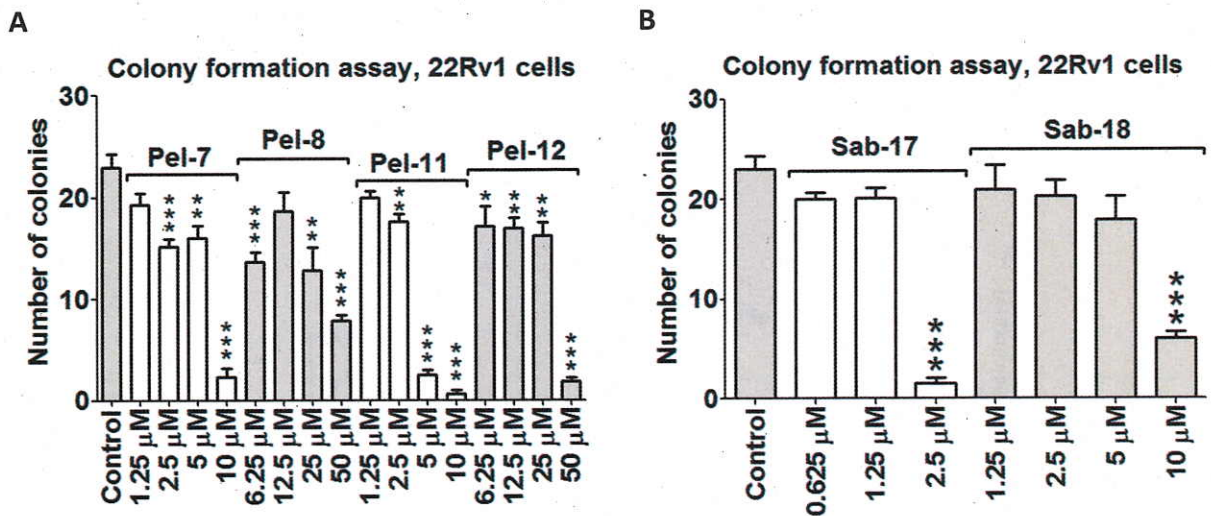 A
Colony formation assay, 22Rv1 cells
Number of colonies
30
20
10
0
Pel-7
Pel-8
Pel-11
Pel-12
***
**
***
***
**
***
**
***
***
*
**
**
***
Control
1.25 μM
2.5 μM
5 μM
10 μM
6.25 μM
12.5 μM
25 μM
50 μM
1.25 μM
2.5 μM
5 μM
10 μM
6.25 μM
12.5 μM
25 μM
50 μM
B
Colony formation assay, 22Rv1 cells
Number of colonies
30
20
10
0
Sab-17
Sab-18
***
***
Control
0.625 μM
1.25 μM
2.5 μM
1.25 μM
2.5 μM
5 μM
10 μM